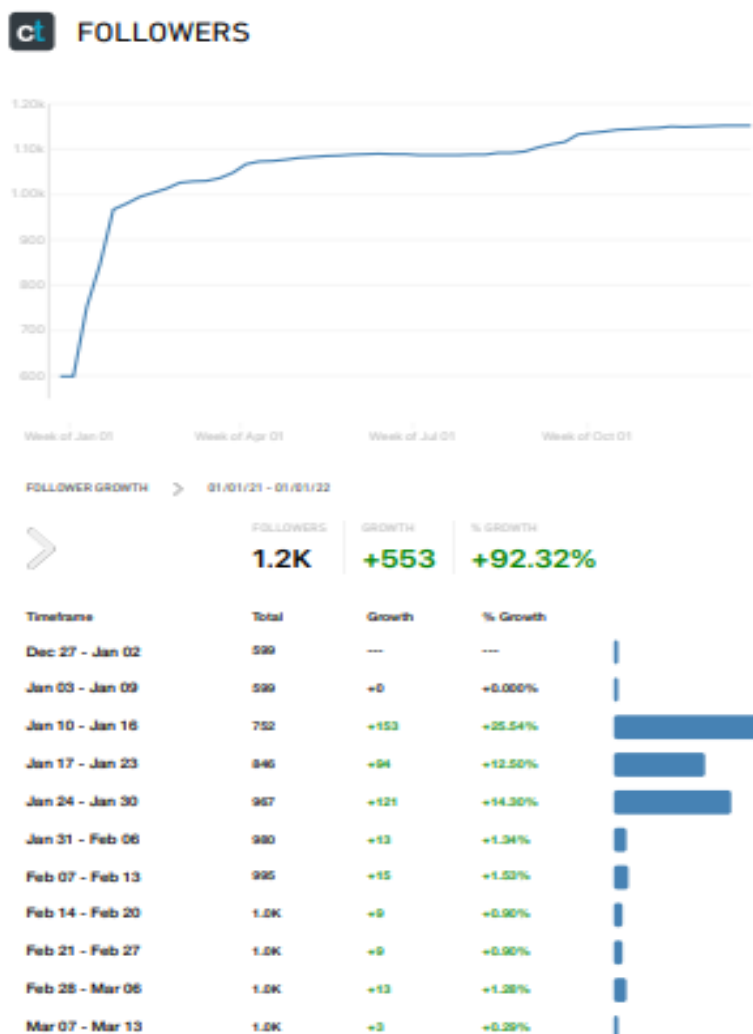 ct FOLLOWERS
1.20k
1.10k
1.00k
900
800
700
600
Week of Jan 01 Week of Apr 01 Week of Jul 01 Week of Oct 01
FOLLOWER GROWTH 01/01/21 - 01/01/22
FOLLOWERS GROWTH % GROWTH
1.2K +553 +92.32%
Timeframe Total Growth % Growth
Dec 27 - Jan 02 599 --- ---
Jan 03 - Jan 09 599 +0 +0.000%
Jan 10 - Jan 16 752 +153 +25.54%
Jan 17 - Jan 23 846 +94 +12.50%
Jan 24 - Jan 30 967 +121 +14.30%
Jan 31 - Feb 06 980 +13 +1.34%
Feb 07 - Feb 13 995 +15 +1.53%
Feb 14 - Feb 20 1.0K +9 +0.90%
Feb 21 - Feb 27 1.0K +9 +0.90%
Feb 28 - Mar 06 1.0K +13 +1.28%
Mar 07 - Mar 13 1.0K +3 +0.29%